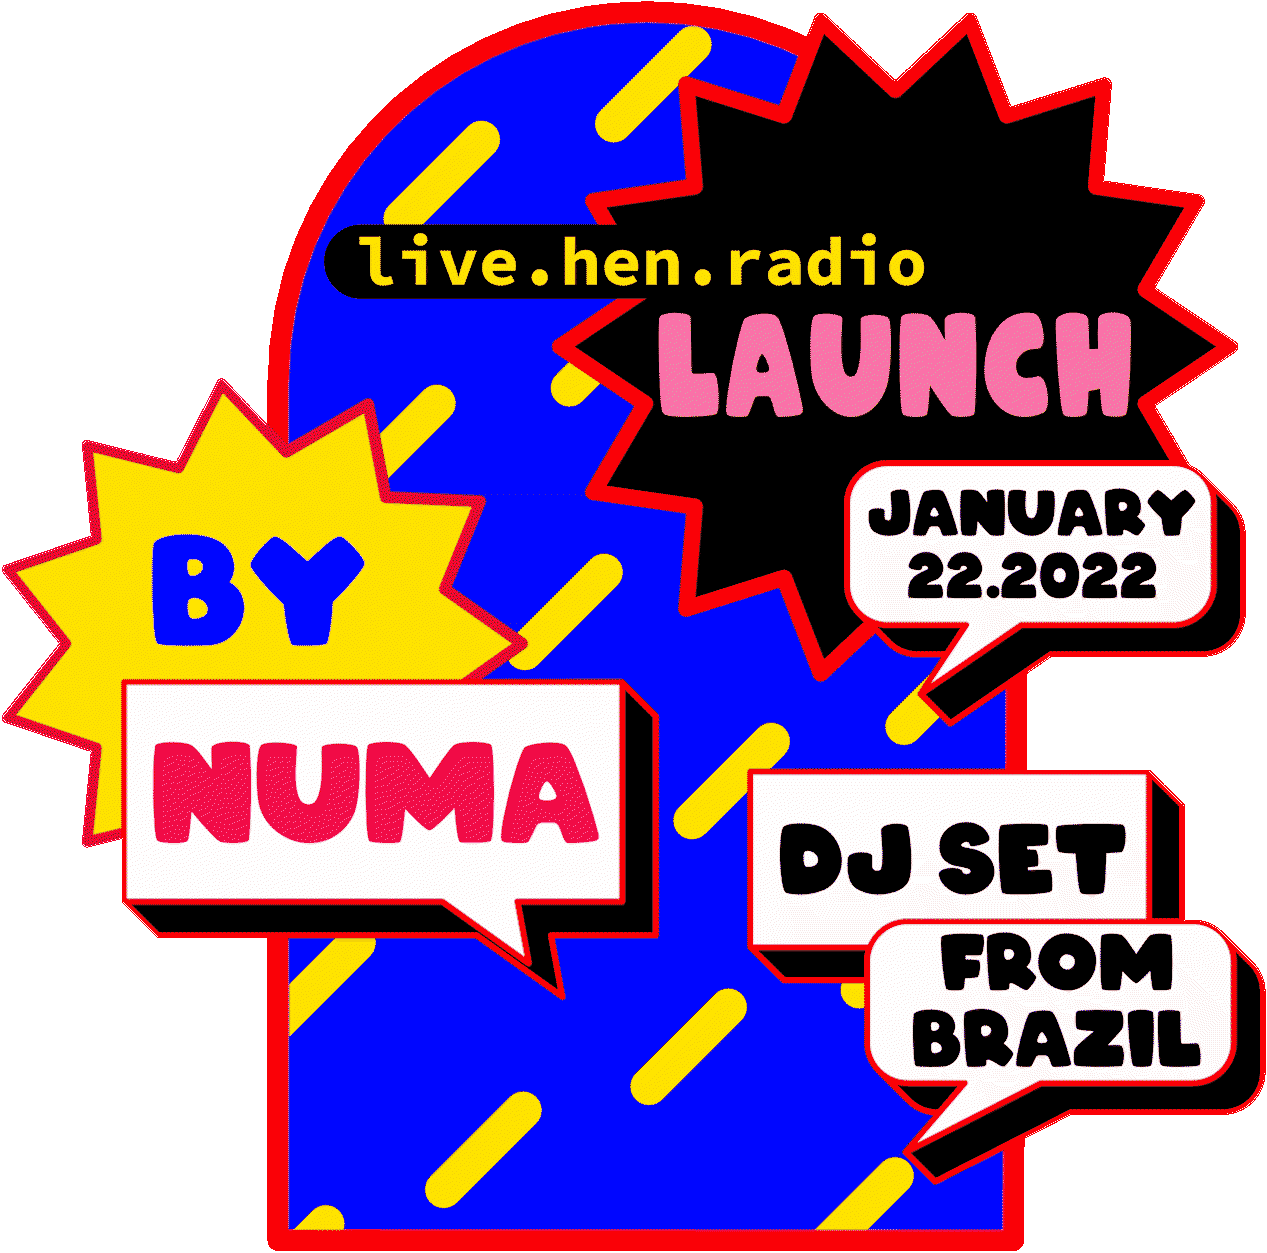 live.hen.radio
LAUNCH
JANUARY
22.2022
BY
NUMA
DJ SET
FROM
BRAZIL